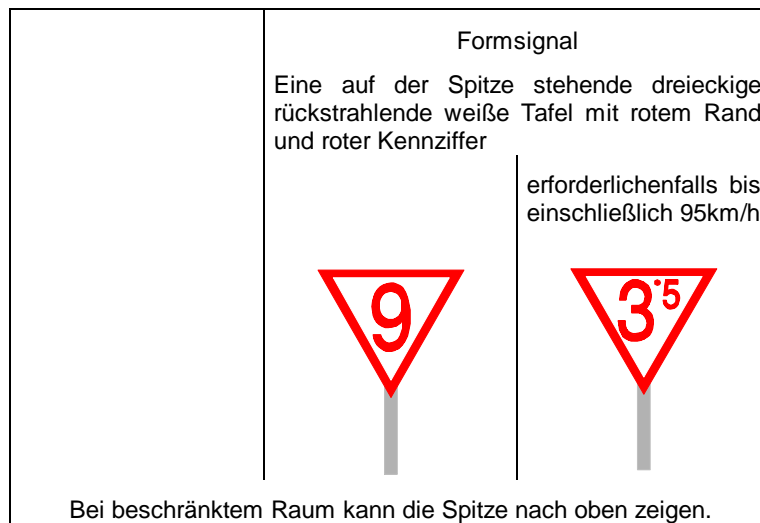 Formsignal
Eine auf der Spitze stehende dreieckige
rückstrahlende weiße Tafel mit rotem Rand
und roter Kennziffer
erforderlichenfalls bis
einschließlich 95km/h
9
3·5
Bei beschränktem Raum kann die Spitze nach oben zeigen.